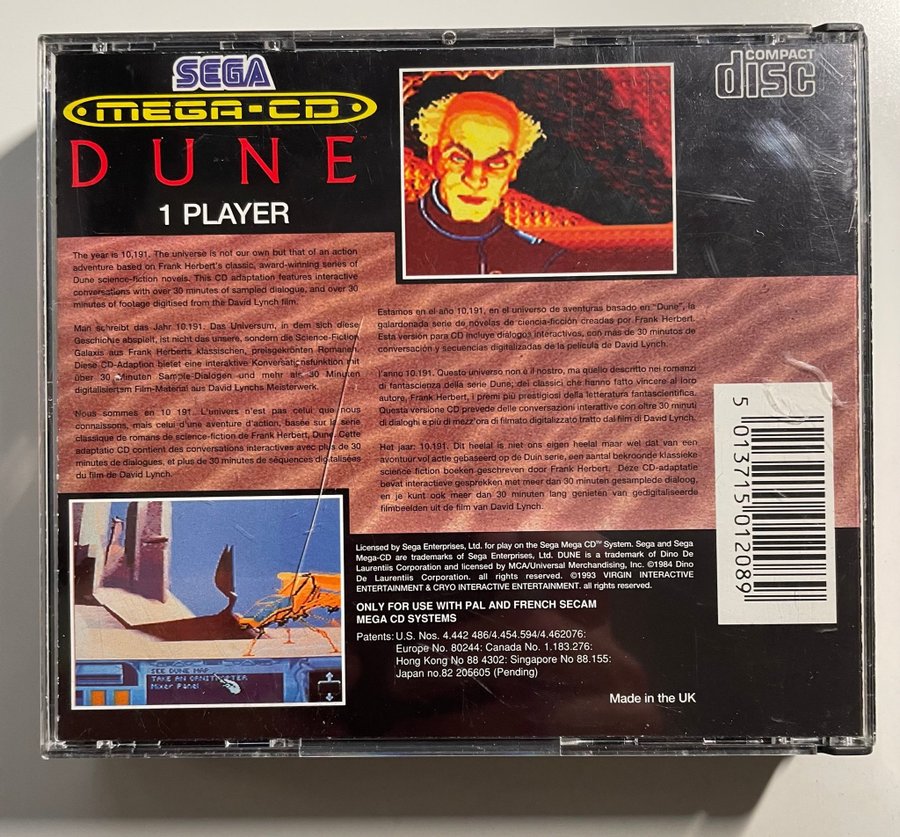 SEGA
MEGA-CD
DUNE
1 PLAYER
COMPACT
disc
The year is 10,191. The universe is not our own but that of an action
adventure based on Frank Herbert's classic, award-winning series of
Dune science-fiction novels. This CD adaptation features interactive
conversations with over 30 minutes of sampled dialogue, and over 30
minutes of footage digitised from the David Lynch film.
Man schreibt das Jahr 10.191. Das Universum, in dem sich diese
Geschichte abspielt, ist nicht das unsere, sondern die Science-Fiction-
Galaxis aus Frank Herberts klassischen, preisgekrönten Romanen.
Diese CD-Adaption bietet eine interaktive Konversationsfunktion mit
über 30 Minuten Sample-Dialogen und mehr als 30 Minuten
digitalisiertem Film-Material aus David Lynchs Meisterwerk.
Nous sommes en 10 191. L'univers n'est pas celui que nous
connaissons, mais celui d'une aventure d'action, basée sur la série
classique de romans de science-fiction de Frank Herbert, Dune. Cette
adaptatio CD contient des conversations interactives avec plus de 30
minutes de dialogues, et plus de 30 minutes de séquences digitalisées
du film de David Lynch.
Estamos en el año 10.191, en el universo de aventuras basado en "Dune", la
galardonada serie de novelas de ciencia-ficción creadas por Frank Herbert.
Esta versión para CD incluye diálogos interactivos, con más de 30 minutos de
conversación y secuencias digitalizadas de la película de David Lynch.
l'anno 10.191. Questo universo non è il nostro, ma quello descritto nei romanzi
di fantascienza della serie Dune; dei classici che hanno fatto vincere al loro
autore, Frank Herbert, i premi più prestigiosi della letteratura fantascientifica.
Questa versione CD prevede delle conversazioni interattive con oltre 30 minuti
di dialoghi e più di mezz'ora di filmato digitalizzato tratto dal film di David Lynch.
Het jaar: 10.191. Dit heelal is niet ons eigen heelal maar wel dat van een
avontuur vol actie gebaseerd op de Duin serie, een aantal bekroonde klassieke
science fiction boeken geschreven door Frank Herbert. Deze CD-adaptatie
bevat interactieve gesprekken met meer dan 30 minuten gesamplede dialoog,
en je kunt ook meer dan 30 minuten lang genieten van gedigitaliseerde
filmbeelden uit de film van David Lynch.
5 013715 012089
SEE DUNE MAP
TAKE AN ORNITHOPTER
Mixer Panel
Licensed by Sega Enterprises, Ltd. for play on the Sega Mega CD™ System. Sega and Sega
Mega-CD are trademarks of Sega Enterprises, Ltd. DUNE is a trademark of Dino De
Laurentiis Corporation and licensed by MCA/Universal Merchandising, Inc. ©1984 Dino
De Laurentiis Corporation. all rights reserved. ©1993 VIRGIN INTERACTIVE
ENTERTAINMENT & CRYO INTERACTIVE ENTERTAINMENT. all rights reserved.
ONLY FOR USE WITH PAL AND FRENCH SECAM
MEGA CD SYSTEMS
Patents: U.S. Nos. 4.442 486/4.454.594/4.462076:
Europe No. 80244: Canada No. 1.183.276:
Hong Kong No 88 4302: Singapore No 88.155:
Japan no.82 205605 (Pending)
Made in the UK